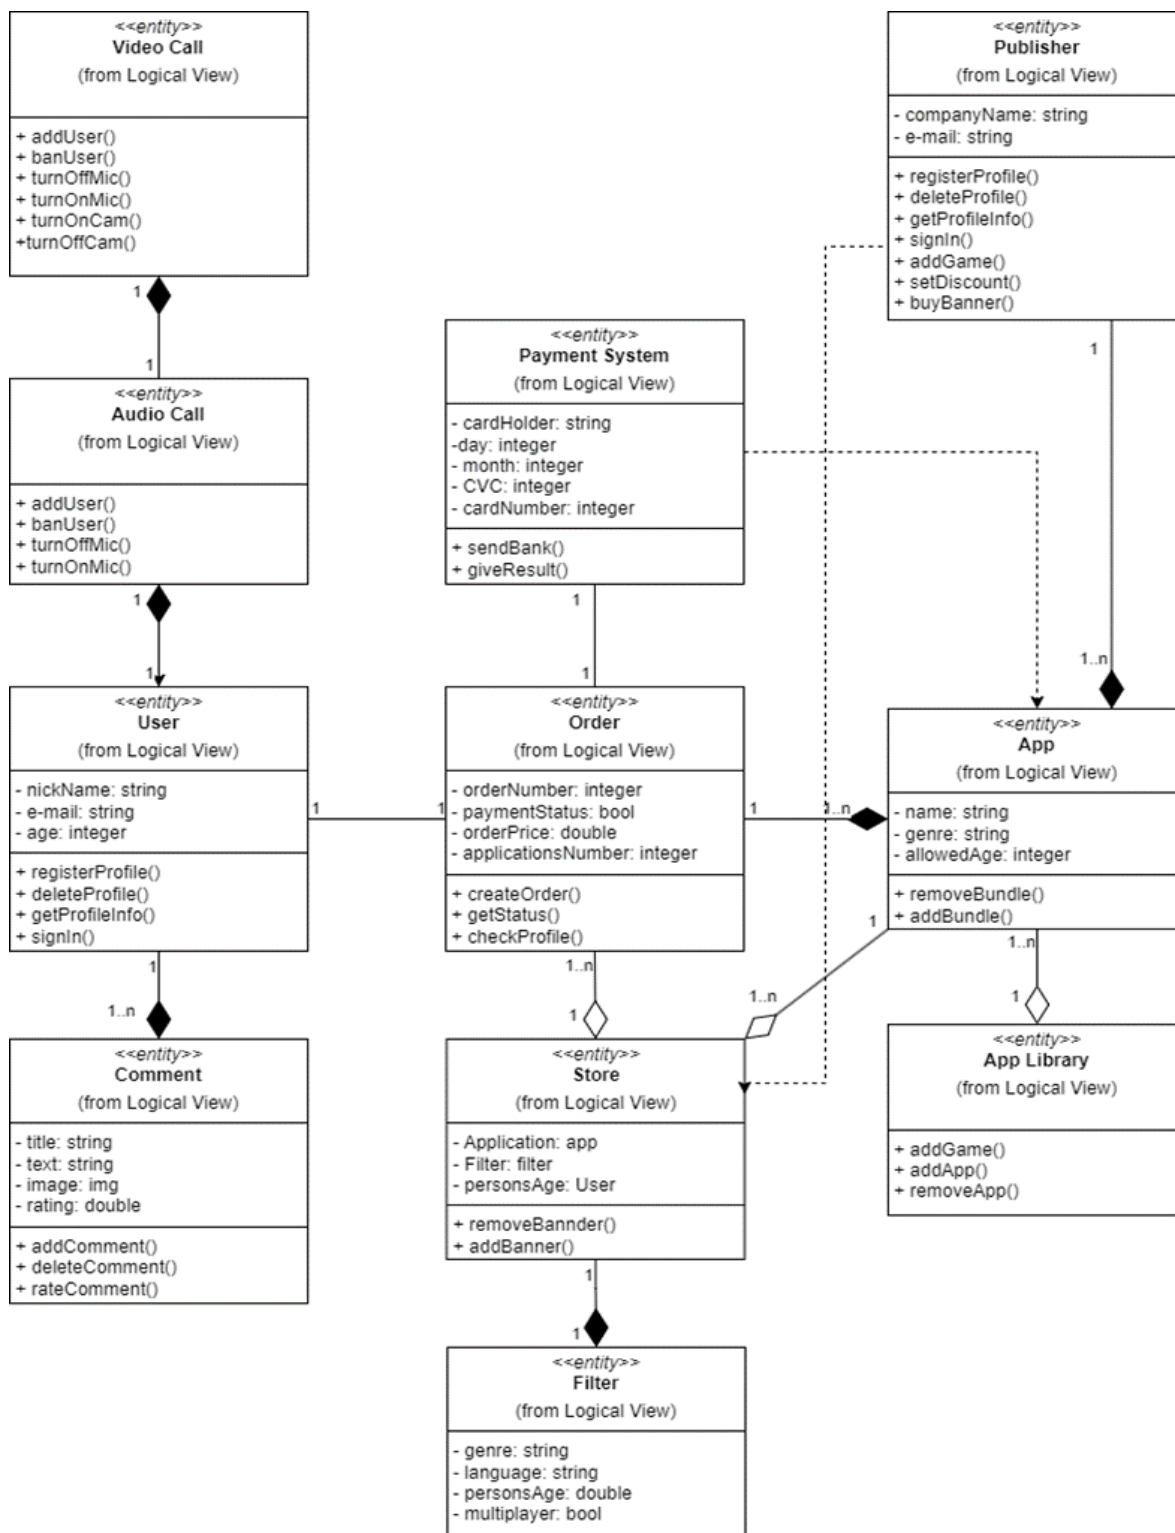 <<entity>>
Video Call
(from Logical View)
+ addUser()
+ banUser()
+ turnOffMic()
+ turnOnMic()
+ turnOnCam()
+turnOffCam()
1
1
<<entity>>
Audio Call
(from Logical View)
+ addUser()
+ banUser()
+ turnOffMic()
+ turnOnMic()
1
1
<<entity>>
User
(from Logical View)
- nickName: string
- e-mail: string
- age: integer
+ registerProfile()
+ deleteProfile()
+ getProfileInfo()
+ signIn()
1
1
1
1..n
<<entity>>
Comment
(from Logical View)
- title: string
- text: string
- image: img
- rating: double
+ addComment()
+ deleteComment()
+ rateComment()
<<entity>>
Payment System
(from Logical View)
- cardHolder: string
-day: integer
- month: integer
- CVC: integer
- cardNumber: integer
+ sendBank()
+ giveResult()
1
1
<<entity>>
Order
(from Logical View)
- orderNumber: integer
- paymentStatus: bool
- orderPrice: double
- applicationsNumber: integer
+ createOrder()
+ getStatus()
+ checkProfile()
1
1..n
1..n
1
1
1..n
<<entity>>
Store
(from Logical View)
- Application: app
- Filter: filter
- personsAge: User
+ removeBannder()
+ addBanner()
1
1
<<entity>>
Filter
(from Logical View)
- genre: string
- language: string
- personsAge: double
- multiplayer: bool
<<entity>>
Publisher
(from Logical View)
- companyName: string
- e-mail: string
+ registerProfile()
+ deleteProfile()
+ getProfileInfo()
+ signIn()
+ addGame()
+ setDiscount()
+ buyBanner()
1
1..n
<<entity>>
App
(from Logical View)
- name: string
- genre: string
- allowedAge: integer
+ removeBundle()
+ addBundle()
1..n
1
<<entity>>
App Library
(from Logical View)
+ addGame()
+ addApp()
+ removeApp()